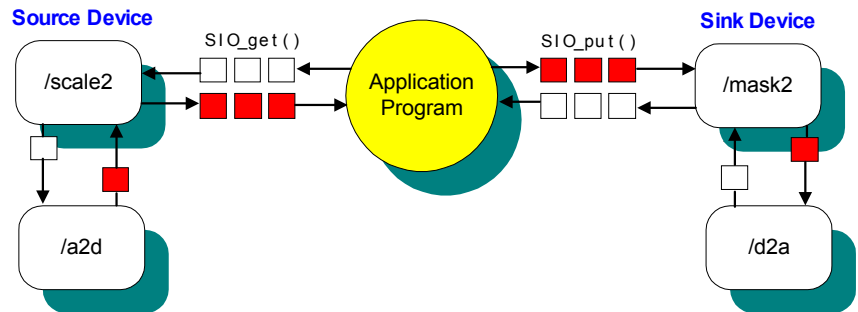 Source Device
Sink Device
SIO_get()
SIO_put()
/scale2
Application
Program
/mask2
/a2d
/d2a